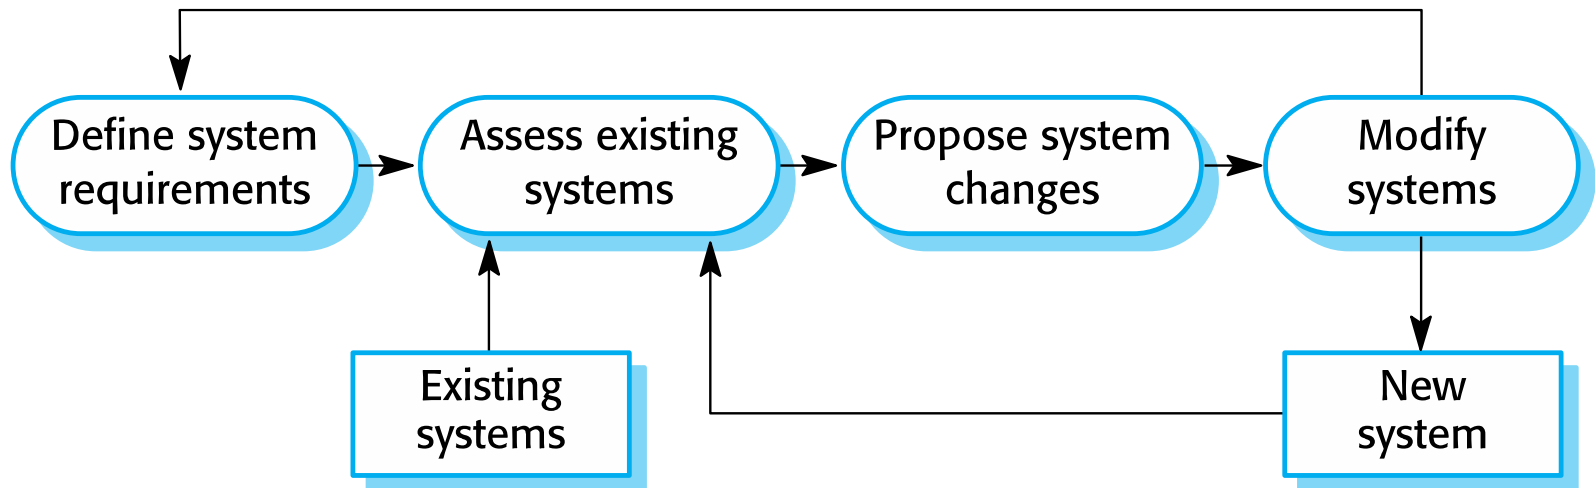 Define system
requirements
Assess existing
systems
Propose system
changes
Modify
systems
Existing
systems
New
system